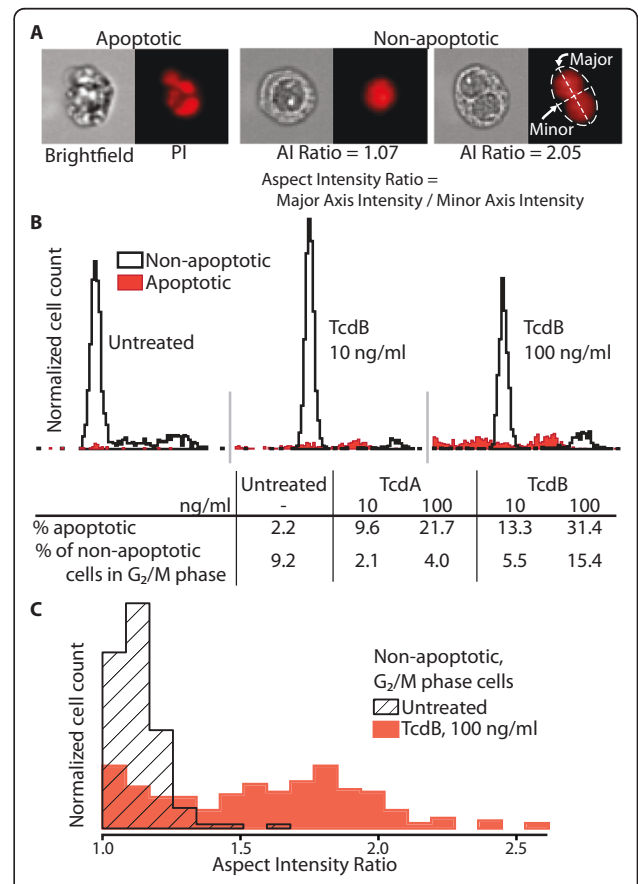 A
Apoptotic
Non-apoptotic
Major
Minor
Brightfield
PI
AI Ratio = 1.07
AI Ratio = 2.05
Aspect Intensity Ratio =
Major Axis Intensity / Minor Axis Intensity
B
Normalized cell count
Non-apoptotic
Apoptotic
Untreated
TcdB
10 ng/ml
TcdB
100 ng/ml
Untreated TcdA TcdB
ng/ml - 10 100 10 100
% apoptotic 2.2 9.6 21.7 13.3 31.4
% of non-apoptotic
cells in G₂/M phase 9.2 2.1 4.0 5.5 15.4
C
Normalized cell count
Non-apoptotic,
G₂/M phase cells
Untreated
TcdB, 100 ng/ml
1.0 1.5 2.0 2.5
Aspect Intensity Ratio